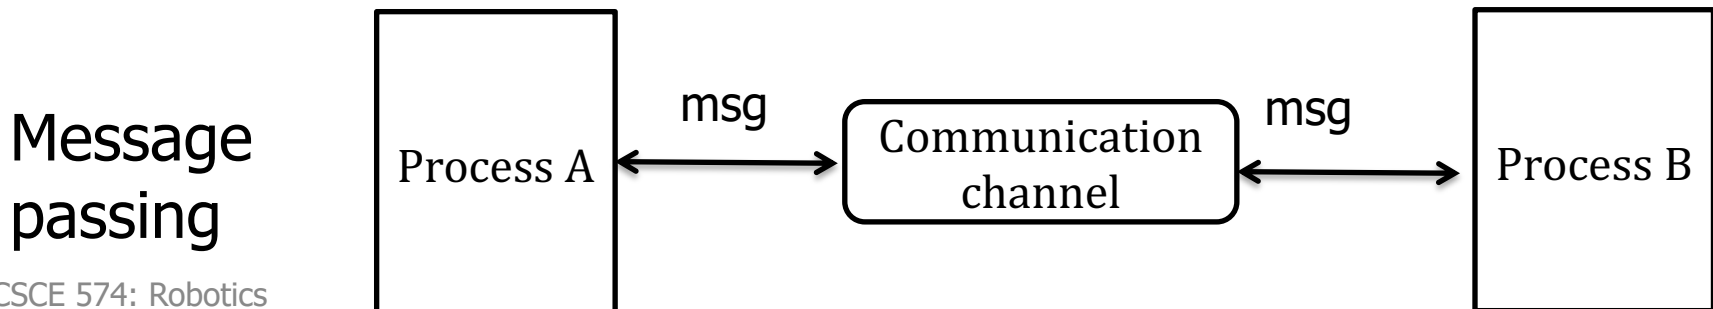 Message
passing
CSCE 574: Robotics
Process A
msg
Communication
channel
msg
Process B